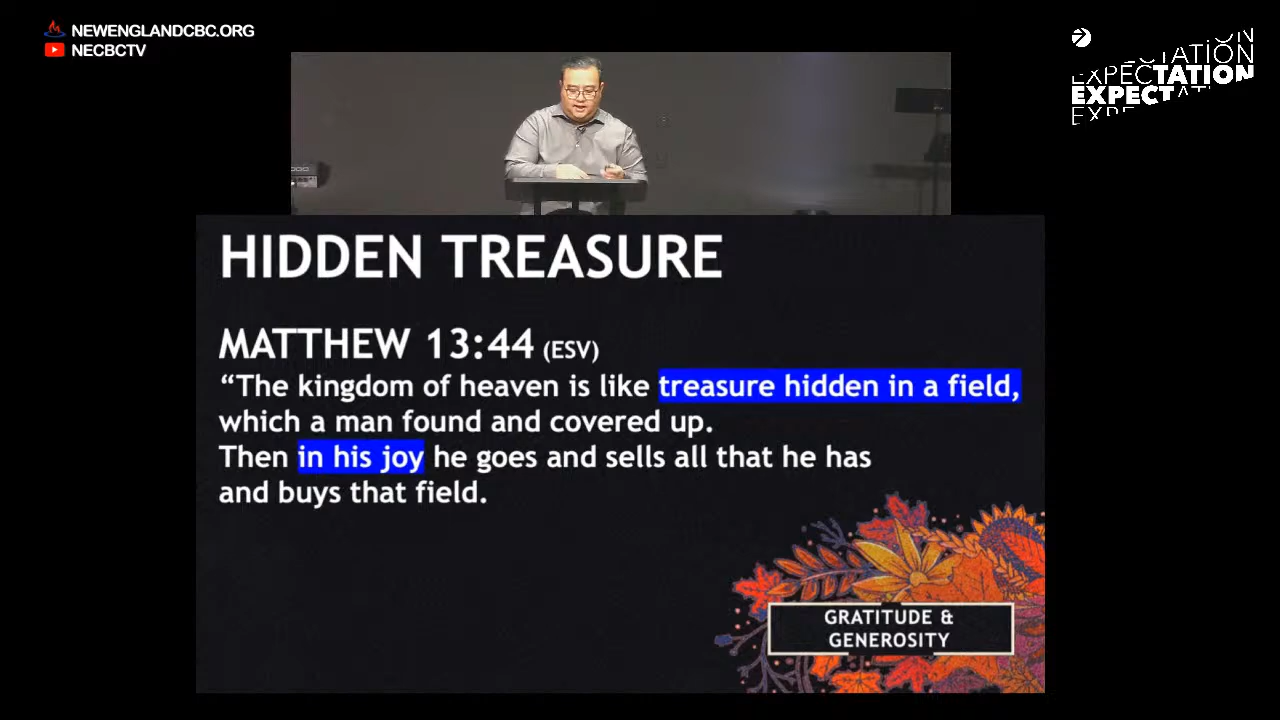 NEWENGLANDCBC.ORG
NECBCTV
EXPECTATION
EXPECTATION
EXPECTATION
HIDDEN TREASURE
MATTHEW 13:44 (ESV)
“The kingdom of heaven is like treasure hidden in a field,
which a man found and covered up.
Then in his joy he goes and sells all that he has
and buys that field.
GRATITUDE &
GENEROSITY